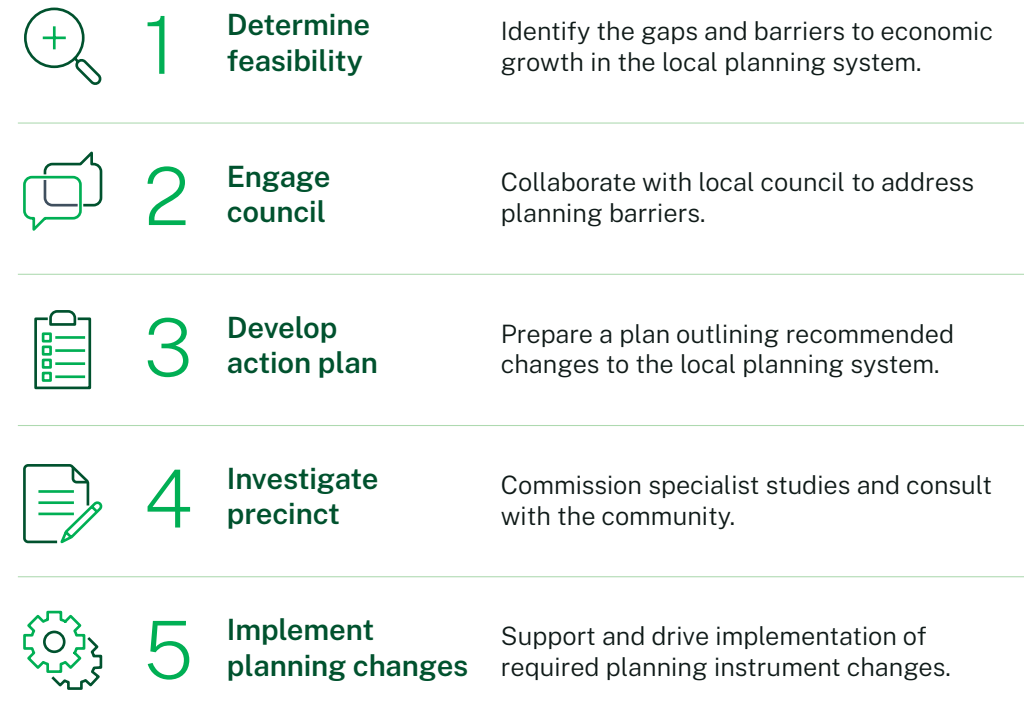 1
Determine
feasibility
Identify the gaps and barriers to economic
growth in the local planning system.
2
Engage
council
Collaborate with local council to address
planning barriers.
3
Develop
action plan
Prepare a plan outlining recommended
changes to the local planning system.
4
Investigate
precinct
Commission specialist studies and consult
with the community.
5
Implement
planning changes
Support and drive implementation of
required planning instrument changes.